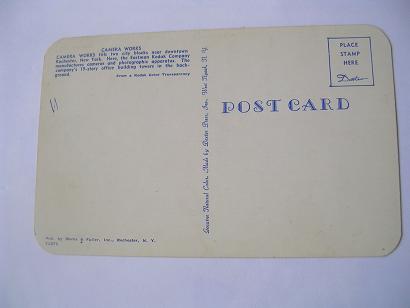 CAMERA WORKS
CAMERA WORKS fills two city blocks near downtown
Rochester, New York. Here, the Eastman Kodak Company
manufactures cameras and photographic apparatus. The
company's 19-story office building towers in the back-
ground.
From a Kodak Color Transparency
PLACE
STAMP
HERE
Dexter
POST CARD
Genuine Natural Color. Made by Dexter Press, Inc. West Nyack, N. Y.
Pub. by Manson Fuller, Inc., Rochester, N. Y.